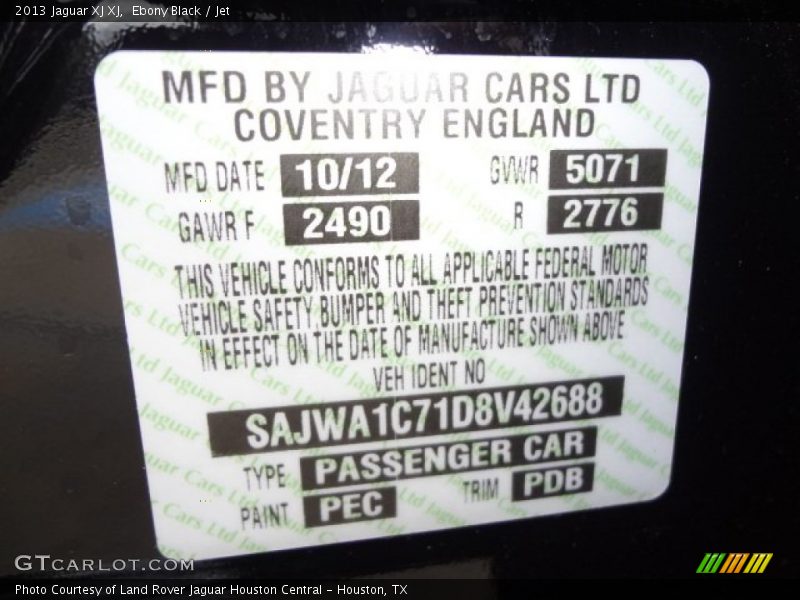 2013 Jaguar XJ XJ, Ebony Black / Jet
MFD BY JAGUAR CARS LTD
COVENTRY ENGLAND
MFD DATE 10/12 GVWR 5071
GAWR F 2490 R 2776
THIS VEHICLE CONFORMS TO ALL APPLICABLE FEDERAL MOTOR
VEHICLE SAFETY, BUMPER AND THEFT PREVENTION STANDARDS
IN EFFECT ON THE DATE OF MANUFACTURE SHOWN ABOVE
VEH IDENT NO
SAJWA1C71D8V42688
TYPE PASSENGER CAR
PAINT PEC TRIM PDB
GTCARLOT.COM
Photo Courtesy of Land Rover Jaguar Houston Central - Houston, TX